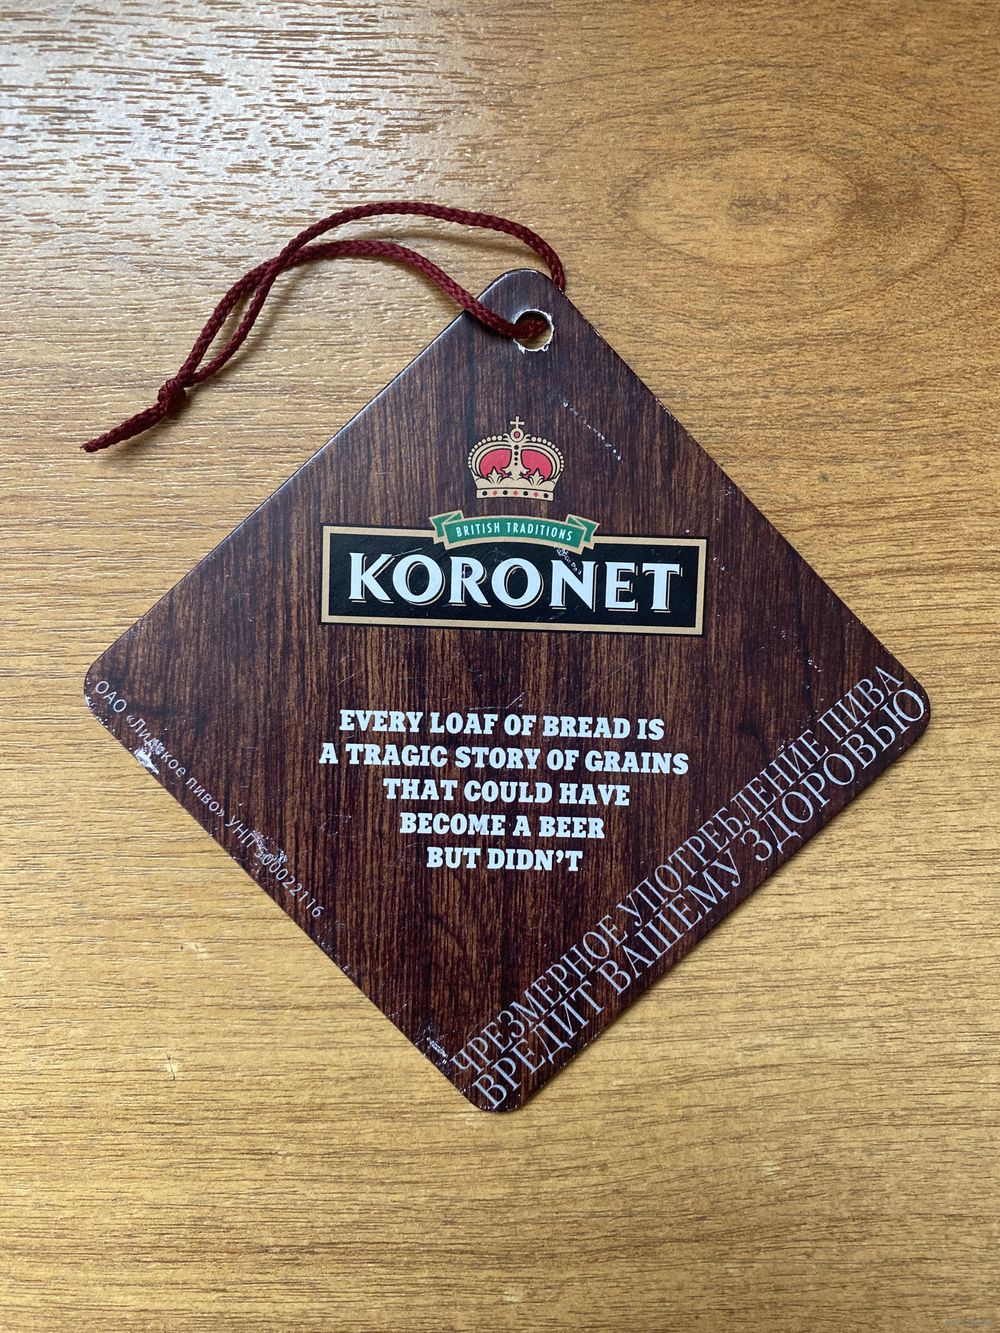 BRITISH TRADITIONS
KORONET
EVERY LOAF OF BREAD IS
A TRAGIC STORY OF GRAINS
THAT COULD HAVE
BECOME A BEER
BUT DIDN'T
ОАО «Лидское пиво» УНП 500022116
ЧРЕЗМЕРНОЕ УПОТРЕБЛЕНИЕ ПИВА
ВРЕДИТ ВАШЕМУ ЗДОРОВЬЮ